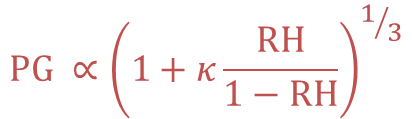 PG ∝ (1 + κ RH / (1 − RH))^{1/3}